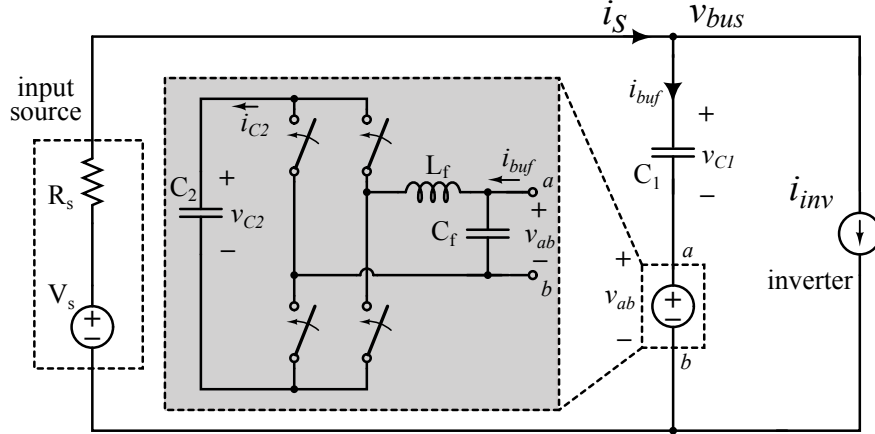 i_S
v_bus
input
source
R_s
V_s
i_C2
C_2
+
v_C2
−
L_f
i_buf
a
C_f
+
v_ab
−
b
i_buf
+
C_1
v_C1
−
i_inv
inverter
a
+
v_ab
−
b